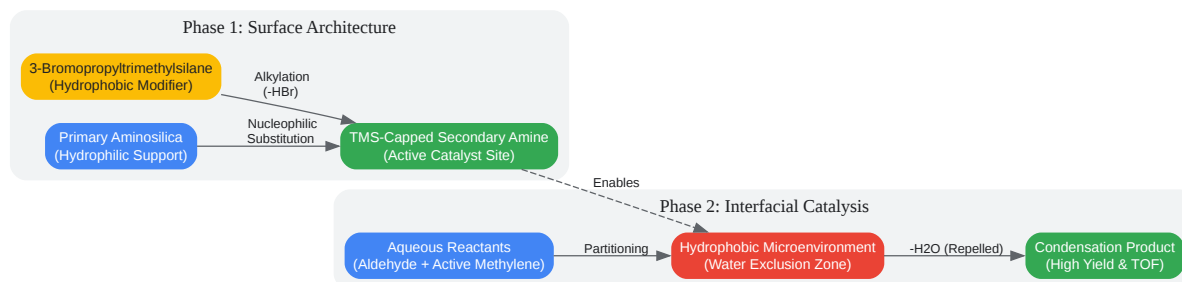 Phase 1: Surface Architecture
3-Bromopropyltrimethylsilane
(Hydrophobic Modifier)
Alkylation
(-HBr)
Primary Aminosilica
(Hydrophilic Support)
Nucleophilic
Substitution
TMS-Capped Secondary Amine
(Active Catalyst Site)
Enables
Phase 2: Interfacial Catalysis
Aqueous Reactants
(Aldehyde + Active Methylene)
Partitioning
Hydrophobic Microenvironment
(Water Exclusion Zone)
-H2O (Repelled)
Condensation Product
(High Yield & TOF)